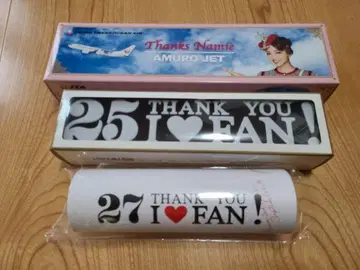 Thanks Namie
AMURO JET
25 THANK YOU
I ♥ FAN!
27 THANK YOU
I ♥ FAN!